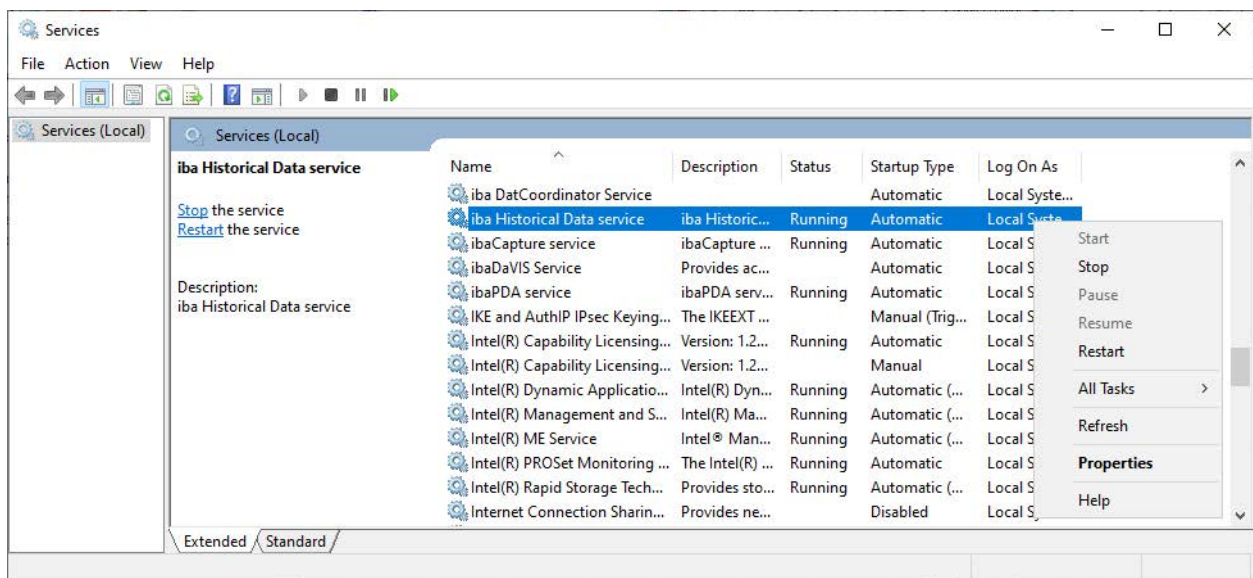 Services
File Action View Help
Services (Local)
Services (Local)
iba Historical Data service
Stop the service
Restart the service
Description:
iba Historical Data service
Name Description Status Startup Type Log On As
iba DatCoordinator Service Automatic Local Syste...
iba Historical Data service iba Historic... Running Automatic Local Syste...
ibaCapture service ibaCapture ... Running Automatic Local S
ibaDaVIS Service Provides ac... Automatic Local S
ibaPDA service ibaPDA serv... Running Automatic Local S
IKE and AuthIP IPsec Keying... The IKEEXT ... Manual (Trig... Local S
Intel(R) Capability Licensing... Version: 1.2... Running Automatic Local S
Intel(R) Capability Licensing... Version: 1.2... Manual Local S
Intel(R) Dynamic Applicatio... Intel(R) Dyn... Running Automatic (... Local S
Intel(R) Management and S... Intel(R) Ma... Running Automatic (... Local S
Intel(R) ME Service Intel® Man... Running Automatic (... Local S
Intel(R) PROSet Monitoring ... The Intel(R) ... Running Automatic Local S
Intel(R) Rapid Storage Tech... Provides sto... Running Automatic (... Local S
Internet Connection Sharin... Provides ne... Disabled Local Sy
Start
Stop
Pause
Resume
Restart
All Tasks
Refresh
Properties
Help
Extended Standard